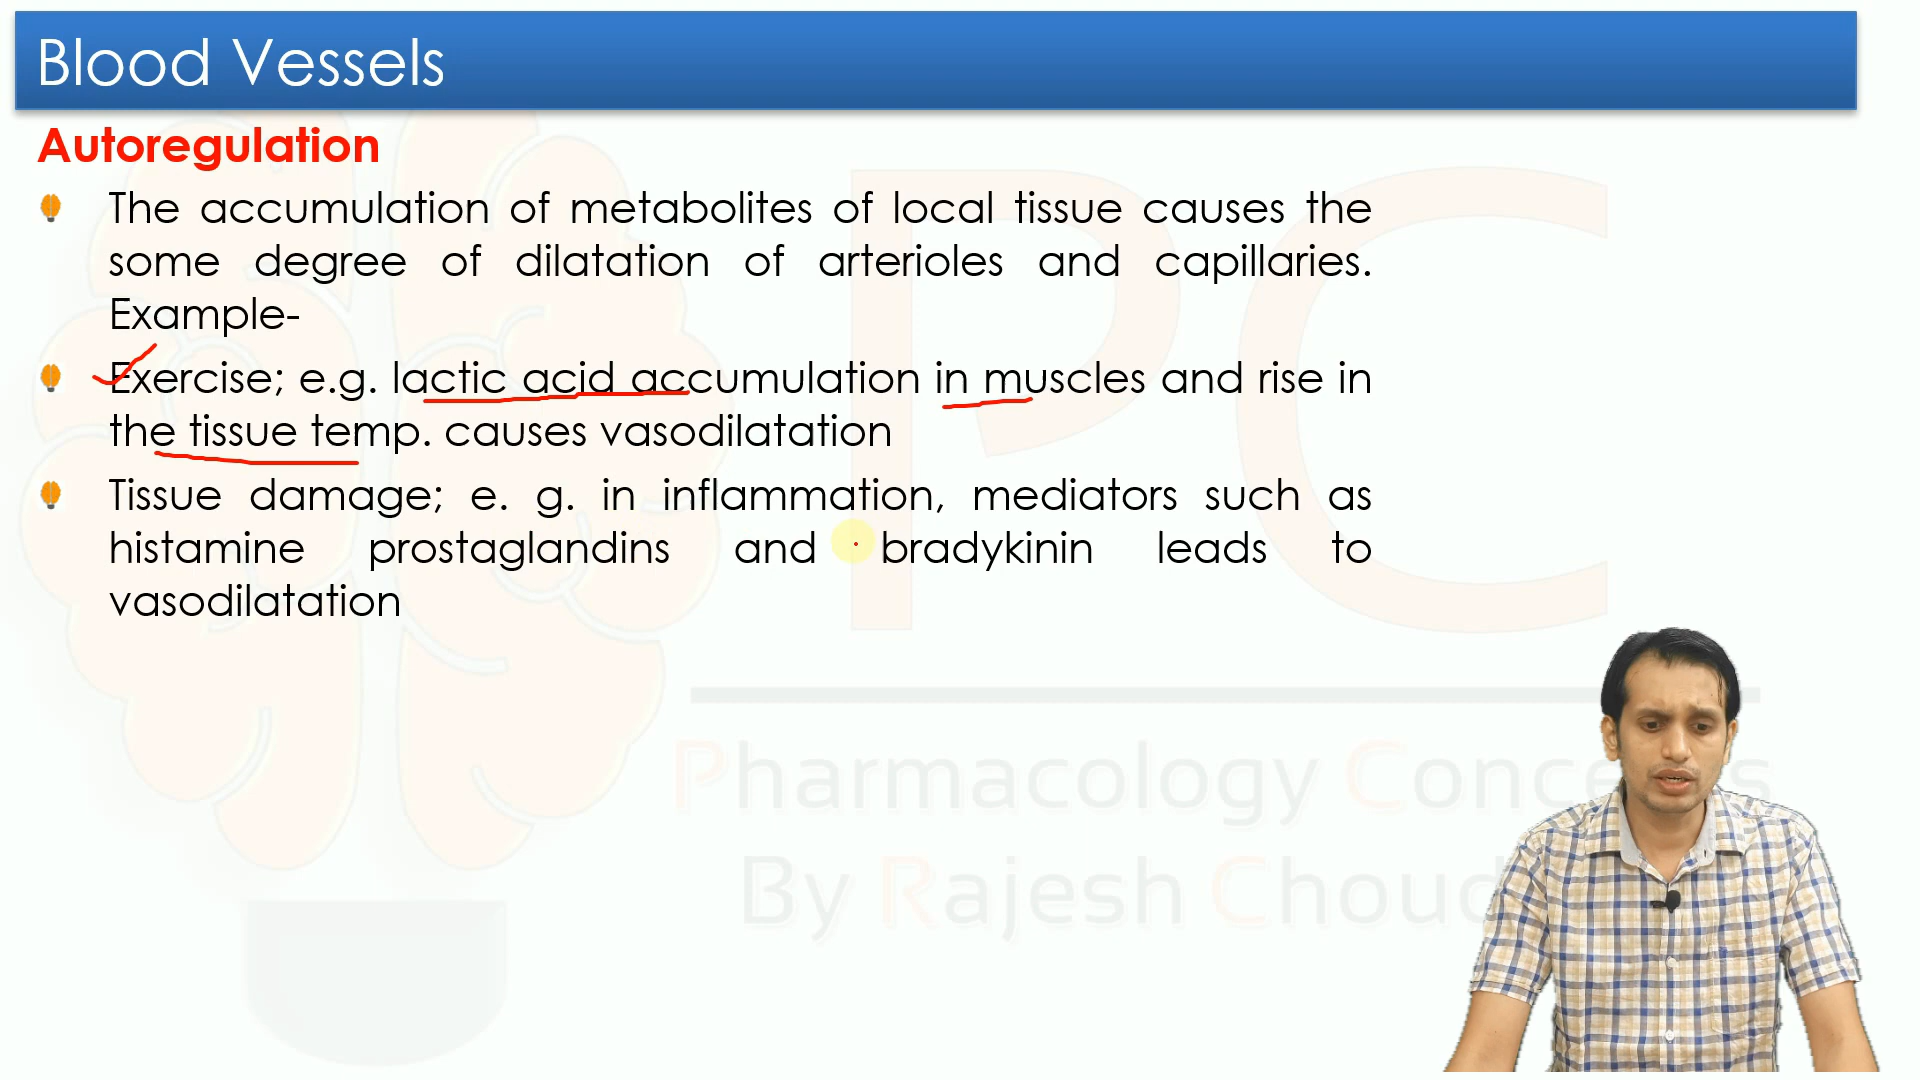 Blood Vessels
Autoregulation
The accumulation of metabolites of local tissue causes the
some degree of dilatation of arterioles and capillaries.
Example-
Exercise; e.g. lactic acid accumulation in muscles and rise in
the tissue temp. causes vasodilatation
Tissue damage; e. g. in inflammation, mediators such as
histamine prostaglandins and bradykinin leads to
vasodilatation
PC
Pharmacology
By Rajesh